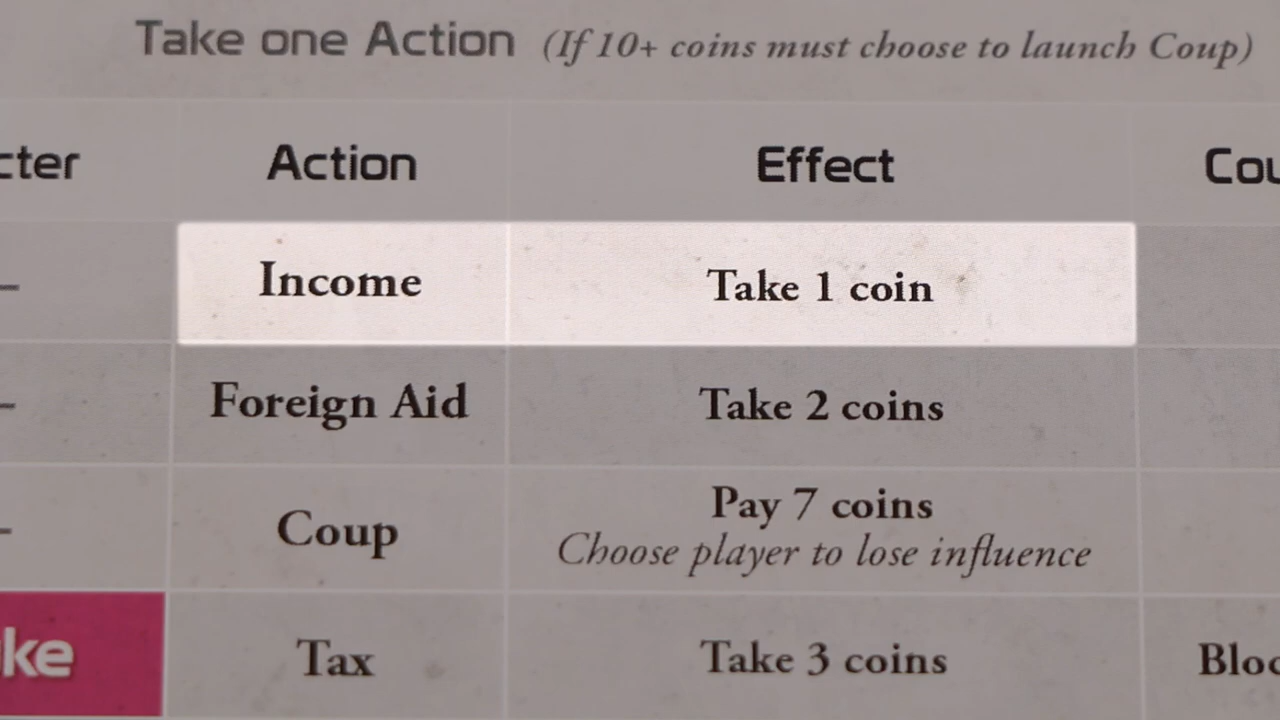 Take one Action (If 10+ coins must choose to launch Coup)
Action Effect
Income Take 1 coin
Foreign Aid Take 2 coins
Coup Pay 7 coins
Choose player to lose influence
Tax Take 3 coins